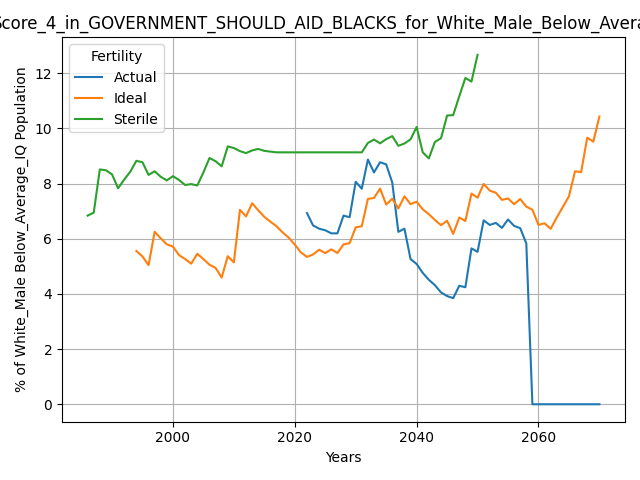 Score_4_in_GOVERNMENT_SHOULD_AID_BLACKS_for_White_Male_Below_Avera
Fertility
Actual
Ideal
Sterile
% of White_Male Below_Average_IQ Population
12
10
8
6
4
2
0
2000 2020 2040 2060
Years